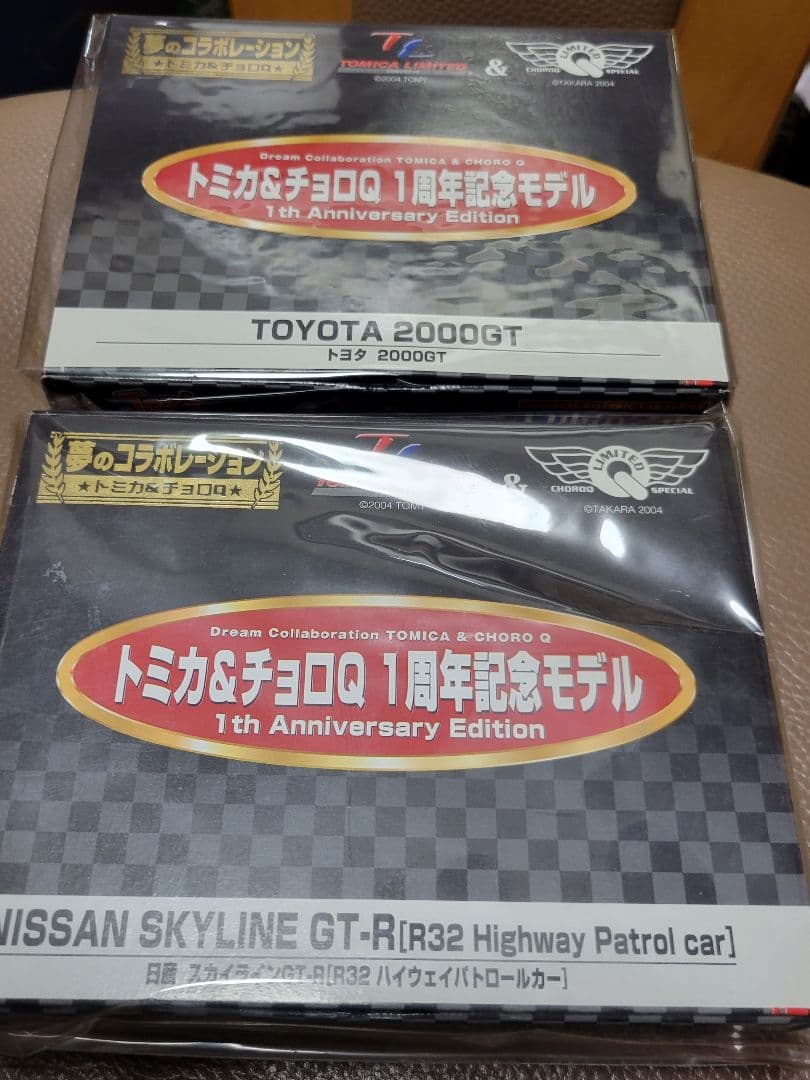 夢のコラボレーション
★トミカ&チョロQ★
TL
TOMICA LIMITED
©2004 TOMY
&
LIMITED
CHOROQ Q SPECIAL
©TAKARA 2004
Dream Collaboration TOMICA & CHORO Q
トミカ&チョロQ 1周年記念モデル
1th Anniversary Edition
TOYOTA 2000GT
トヨタ 2000GT
夢のコラボレーション
★トミカ&チョロQ★
©2004 TOMY
&
LIMITED
CHOROQ Q SPECIAL
©TAKARA 2004
Dream Collaboration TOMICA & CHORO Q
トミカ&チョロQ 1周年記念モデル
1th Anniversary Edition
NISSAN SKYLINE GT-R[R32 Highway Patrol car]
日産 スカイラインGT-R[R32 ハイウェイパトロールカー]